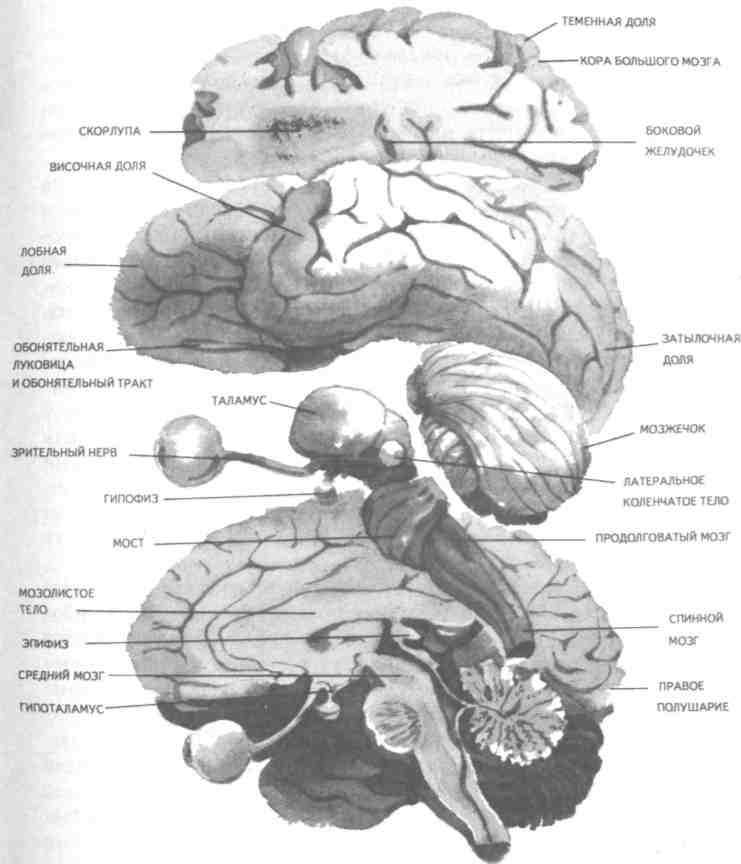 ТЕМЕННАЯ ДОЛЯ
КОРА БОЛЬШОГО МОЗГА
СКОРЛУПА
БОКОВОЙ
ЖЕЛУДОЧЕК
ВИСОЧНАЯ ДОЛЯ
ЛОБНАЯ
ДОЛЯ
ОБОНЯТЕЛЬНАЯ
ЛУКОВИЦА
И ОБОНЯТЕЛЬНЫЙ ТРАКТ
ЗАТЫЛОЧНАЯ
ДОЛЯ
ТАЛАМУС
МОЗЖЕЧОК
ЗРИТЕЛЬНЫЙ НЕРВ
ЛАТЕРАЛЬНОЕ
КОЛЕНЧАТОЕ ТЕЛО
ГИПОФИЗ
МОСТ
ПРОДОЛГОВАТЫЙ МОЗГ
МОЗОЛИСТОЕ
ТЕЛО
СПИННОЙ
МОЗГ
ЭПИФИЗ
СРЕДНИЙ МОЗГ
ПРАВОЕ
ПОЛУШАРИЕ
ГИПОТАЛАМУС